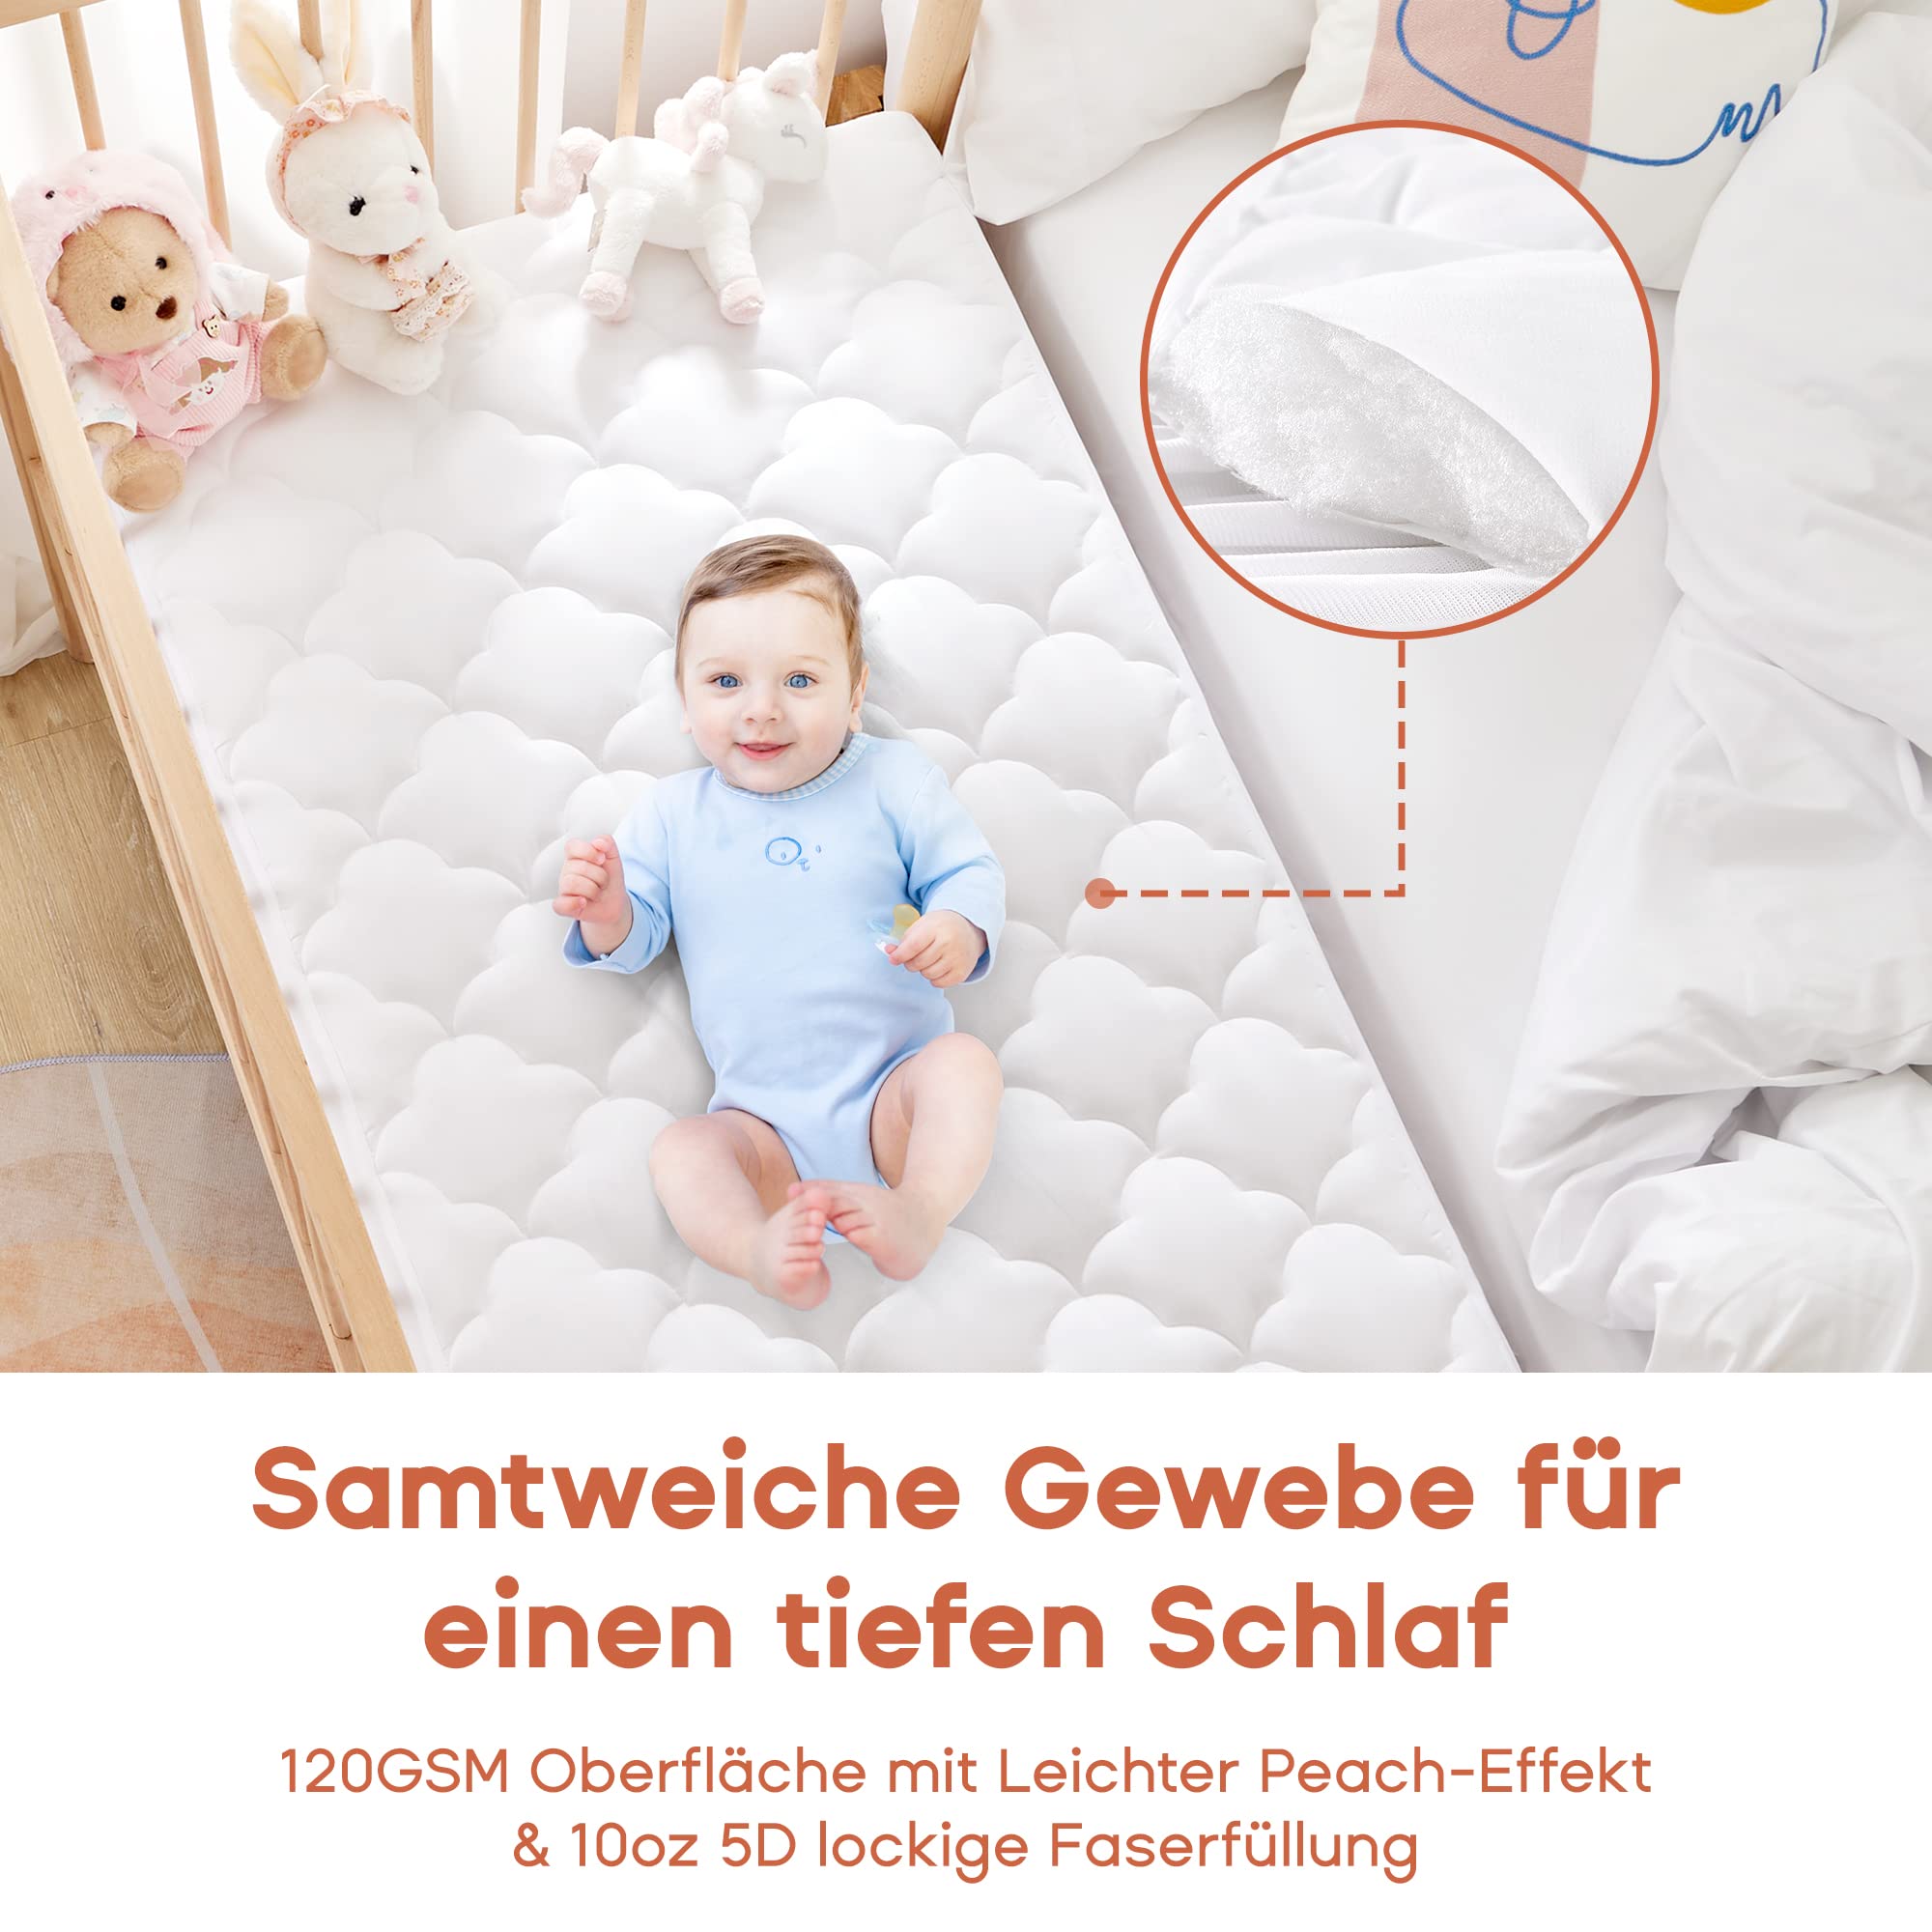 Samtweiche Gewebe für
einen tiefen Schlaf
120GSM Oberfläche mit Leichter Peach-Effekt
& 10oz 5D lockige Faserfüllung